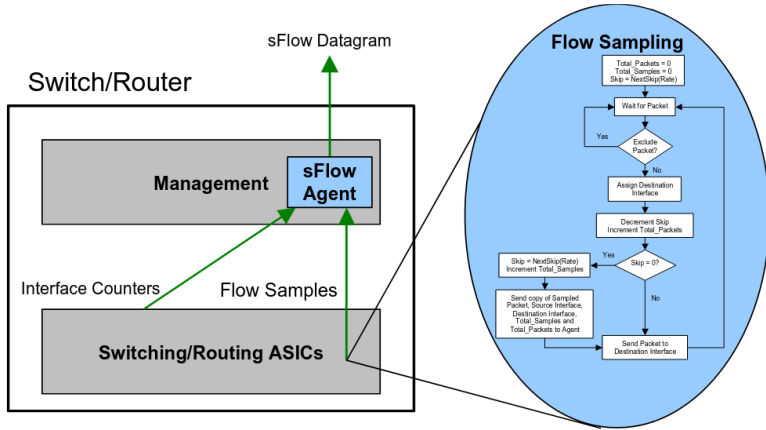 sFlow Datagram
Switch/Router
Management
sFlow
Agent
Interface Counters
Flow Samples
Switching/Routing ASICs
Flow Sampling
Total_Packets = 0
Total_Samples = 0
Skip = NextSkip(Rate)
Wait for Packet
Yes
Exclude
Packet?
No
Assign Destination
Interface
Decrement Skip
Increment Total_Packets
Skip = 0?
Yes
Skip = NextSkip(Rate)
Increment Total_Samples
Send copy of Sampled
Packet, Source Interface,
Destination Interface,
Total_Samples and
Total_Packets to Agent
No
Send Packet to
Destination Interface